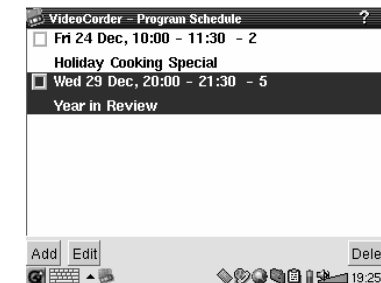 VideoCorder - Program Schedule ?
Fri 24 Dec, 10:00 - 11:30 - 2
Holiday Cooking Special
Wed 29 Dec, 20:00 - 21:30 - 5
Year in Review
Add Edit Dele
19:25